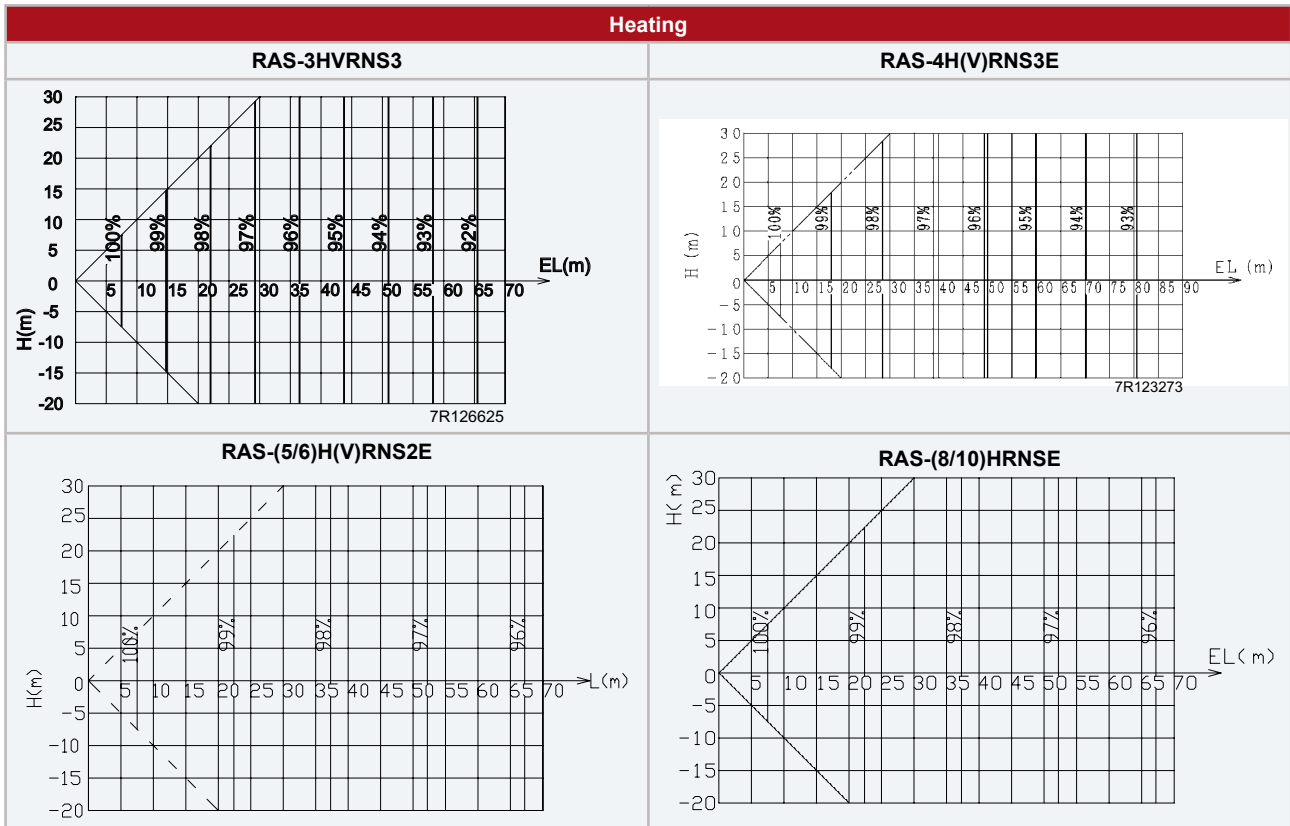 Heating
RAS-3HVRNS3
RAS-4H(V)RNS3E
30
25
20
15
10
5
0
-5
-10
-15
-20
H(m)
100% 99% 98% 97% 96% 95% 94% 93% 92%
EL(m)
5 10 15 20 25 30 35 40 45 50 55 60 65 70
7R126625
30
25
20
15
10
5
0
-5
-10
-15
-20
H (m)
100% 99% 98% 97% 96% 95% 94% 93%
EL (m)
5 10 15 20 25 30 35 40 45 50 55 60 65 70 75 80 85 90
7R123273
RAS-(5/6)H(V)RNS2E
RAS-(8/10)HRNSE
30
25
20
15
10
5
0
-5
-10
-15
-20
H(m)
100% 99% 98% 97% 96%
L(m)
5 10 15 20 25 30 35 40 45 50 55 60 65 70
H(m)
30
25
20
15
10
5
0
-5
-10
-15
-20
100% 99% 98% 97% 96%
EL(m)
5 10 15 20 25 30 35 40 45 50 55 60 65 70